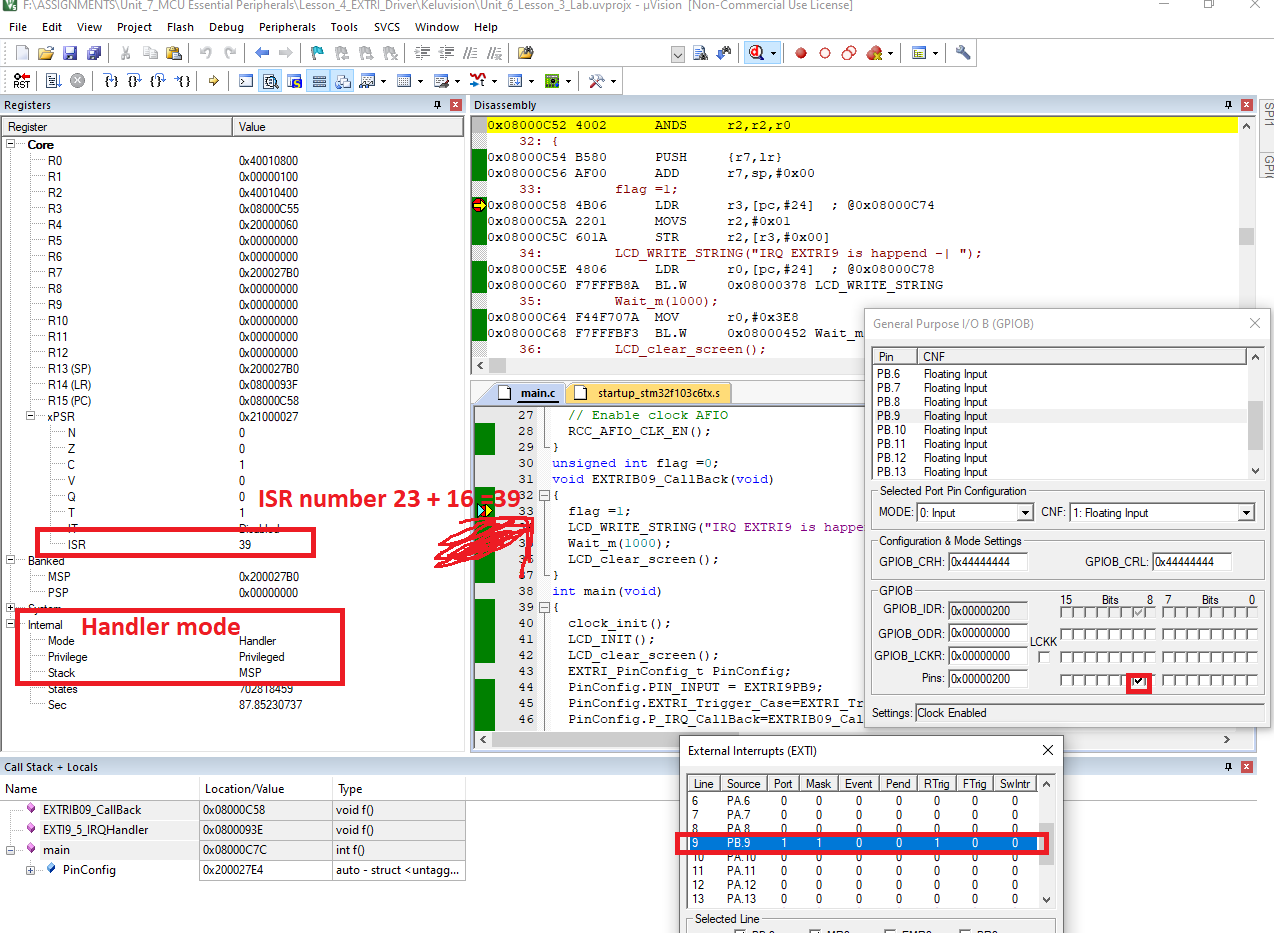 F:\ASSIGNMENTS\Unit_7_MCU Essential Peripherals\Lesson_4_EXTRI_Driver\Keluvision\Unit_6_Lesson_3_Lab.uvprojx - µVision [Non-Commercial Use License]
File Edit View Project Flash Debug Peripherals Tools SVCS Window Help
RST
Registers
Register Value
Core
R0 0x40010800
R1 0x00000100
R2 0x40010400
R3 0x08000C55
R4 0x20000060
R5 0x00000000
R6 0x00000000
R7 0x200027B0
R8 0x00000000
R9 0x00000000
R10 0x00000000
R11 0x00000000
R12 0x00000000
R13 (SP) 0x200027B0
R14 (LR) 0x0800093F
R15 (PC) 0x08000C58
xPSR 0x21000027
N 0
Z 0
C 1
V 0
Q 0
T 1
IT Disabled
ISR 39
Banked
MSP 0x200027B0
PSP 0x00000000
System
Internal
Mode Handler
Privilege Privileged
Stack MSP
States 702818459
Sec 87.85230737
ISR number 23 + 16 =39
Handler mode
Disassembly
0x08000C52 4002 ANDS r2,r2,r0
32: {
0x08000C54 B580 PUSH {r7,lr}
0x08000C56 AF00 ADD r7,sp,#0x00
33: flag =1;
0x08000C58 4B06 LDR r3,[pc,#24] ; @0x08000C74
0x08000C5A 2201 MOVS r2,#0x01
0x08000C5C 601A STR r2,[r3,#0x00]
34: LCD_WRITE_STRING("IRQ EXTRI9 is happend -| ");
0x08000C5E 4806 LDR r0,[pc,#24] ; @0x08000C78
0x08000C60 F7FFFB8A BL.W 0x08000378 LCD_WRITE_STRING
35: Wait_m(1000);
0x08000C64 F44F707A MOV r0,#0x3E8
0x08000C68 F7FFFBF3 BL.W 0x08000452 Wait_m
36: LCD_clear_screen();
main.c startup_stm32f103c6tx.s
27 // Enable clock AFIO
28 RCC_AFIO_CLK_EN();
29 }
30 unsigned int flag =0;
31 void EXTRIB09_CallBack(void)
32 {
33 flag =1;
34 LCD_WRITE_STRING("IRQ EXTRI9 is happe
Wait_m(1000);
LCD_clear_screen();
37 }
38 int main(void)
39 {
40 clock_init();
41 LCD_INIT();
42 LCD_clear_screen();
43 EXTRI_PinConfig_t PinConfig;
44 PinConfig.PIN_INPUT = EXTRI9PB9;
45 PinConfig.EXTRI_Trigger_Case=EXTRI_Tr
46 PinConfig.P_IRQ_CallBack=EXTRIB09_Cal
SPI1
GPIO
General Purpose I/O B (GPIOB)
Pin CNF
PB.6 Floating Input
PB.7 Floating Input
PB.8 Floating Input
PB.9 Floating Input
PB.10 Floating Input
PB.11 Floating Input
PB.12 Floating Input
PB.13 Floating Input
Selected Port Pin Configuration
MODE: 0: Input CNF: 1: Floating Input
Configuration & Mode Settings
GPIOB_CRH: 0x44444444 GPIOB_CRL: 0x44444444
GPIOB
15 Bits 8 7 Bits 0
GPIOB_IDR: 0x00000200
GPIOB_ODR: 0x00000000
LCKK
GPIOB_LCKR: 0x00000000
Pins: 0x00000200
Settings: Clock Enabled
Call Stack + Locals
Name Location/Value Type
EXTRIB09_CallBack 0x08000C58 void f()
EXTI9_5_IRQHandler 0x0800093E void f()
main 0x08000C7C int f()
PinConfig 0x200027E4 auto - struct <untagg...
External Interrupts (EXTI)
Line Source Port Mask Event Pend RTrig FTrig SwIntr
6 PA.6 0 0 0 0 0 0 0
7 PA.7 0 0 0 0 0 0 0
8 PA.8 0 0 0 0 0 0 0
9 PB.9 1 1 0 0 1 0 0
10 PA.10 0 0 0 0 0 0 0
11 PA.11 0 0 0 0 0 0 0
12 PA.12 0 0 0 0 0 0 0
13 PA.13 0 0 0 0 0 0 0
Selected Line